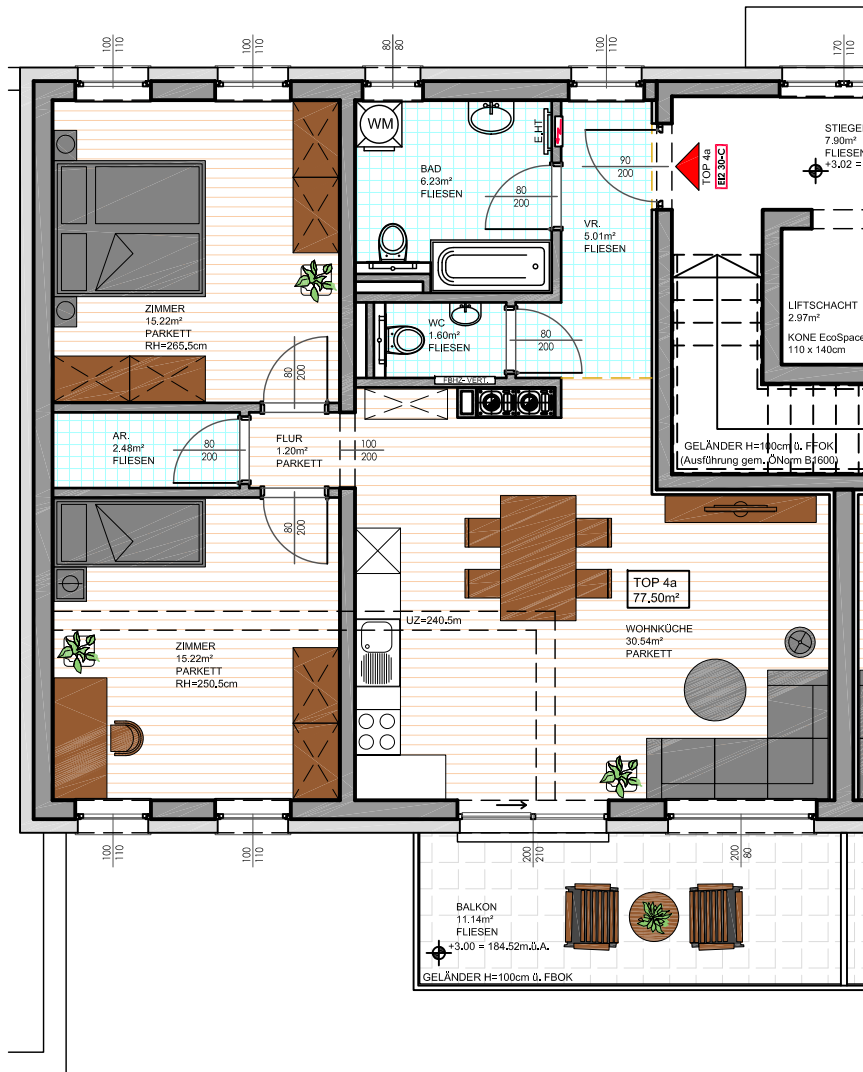 100
110
100
110
80
80
100
110
170
110
WM
E.HT
BAD
6.23m²
FLIESEN
80
200
90
200
TOP 4a
EI2 30-C
STIEGE
7.90m²
FLIESEN
+3.02 =
VR.
5.01m²
FLIESEN
ZIMMER
15.22m²
PARKETT
RH=265.5cm
WC
1.60m²
FLIESEN
80
200
LIFTSCHACHT
2.97m²
KONE EcoSpace
110 x 140cm
80
200
FBHZ- VERT.
AR.
2.48m²
FLIESEN
80
200
FLUR
1.20m²
PARKETT
100
200
GELÄNDER H=100cm ü. FFOK
(Ausführung gem. ÖNorm B1600)
80
200
TOP 4a
77.50m²
UZ=240.5m
WOHNKÜCHE
30.54m²
PARKETT
ZIMMER
15.22m²
PARKETT
RH=250.5cm
100
110
100
110
200
210
200
80
BALKON
11.14m²
FLIESEN
+3.00 = 184.52m.ü.A.
GELÄNDER H=100cm ü. FBOK